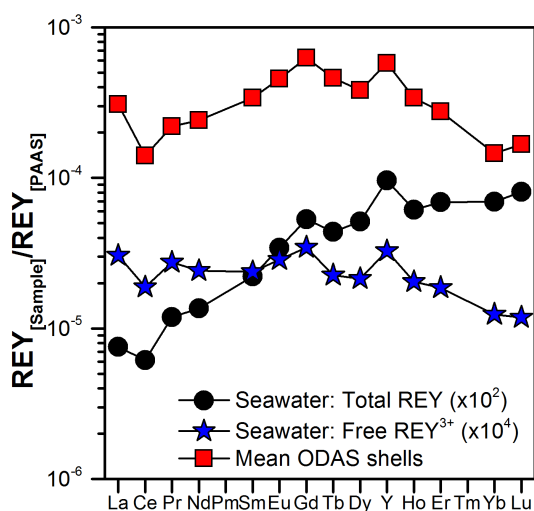 10⁻³
10⁻⁴
10⁻⁵
10⁻⁶
REY[Sample]/REY[PAAS]
Seawater: Total REY (x10²)
Seawater: Free REY³⁺ (x10⁴)
Mean ODAS shells
La Ce Pr Nd Pm Sm Eu Gd Tb Dy Y Ho Er Tm Yb Lu